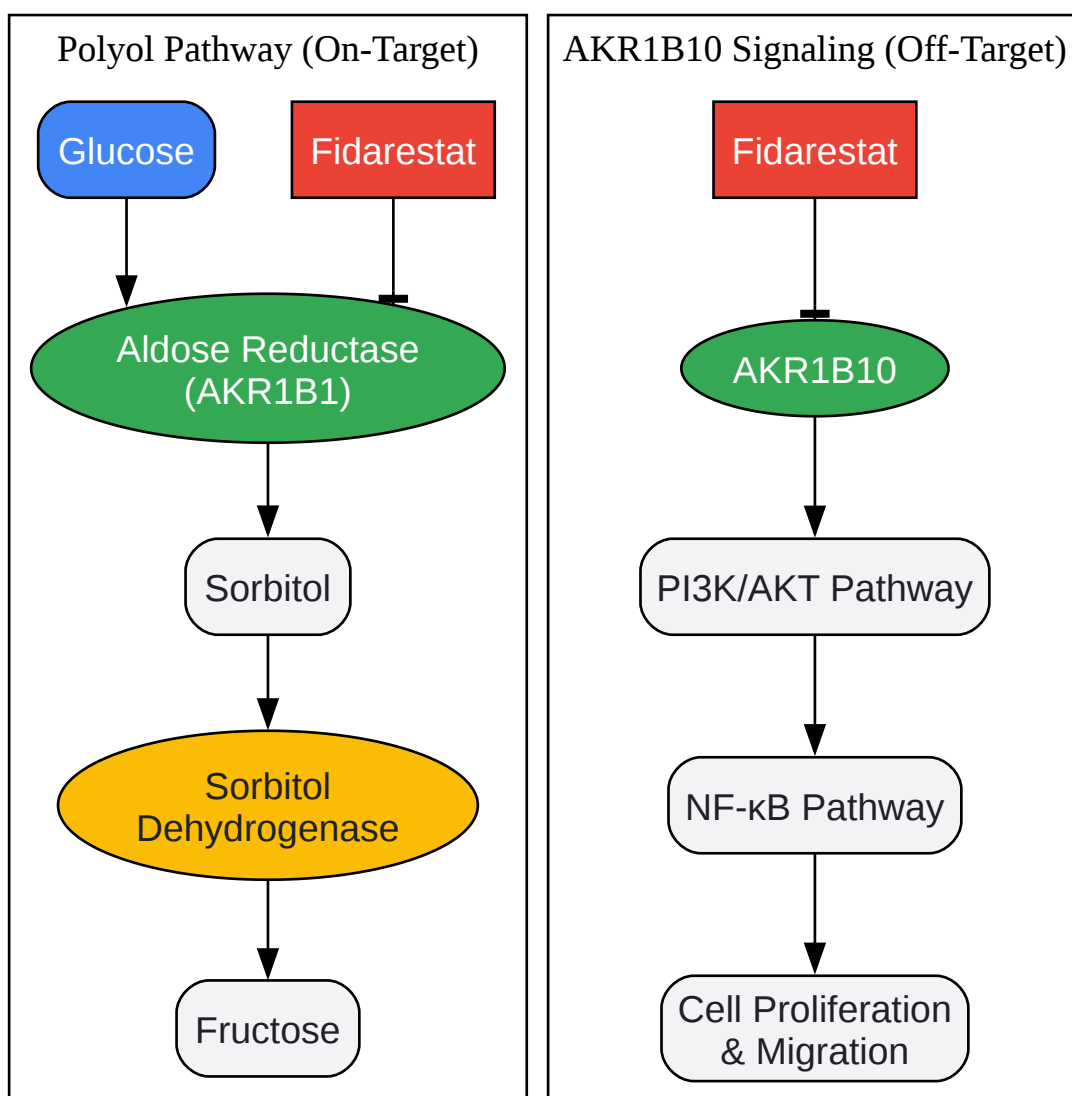 Polyol Pathway (On-Target)
Glucose
Fidarestat
Aldose Reductase
(AKR1B1)
Sorbitol
Sorbitol
Dehydrogenase
Fructose
AKR1B10 Signaling (Off-Target)
Fidarestat
AKR1B10
PI3K/AKT Pathway
NF-κB Pathway
Cell Proliferation
& Migration